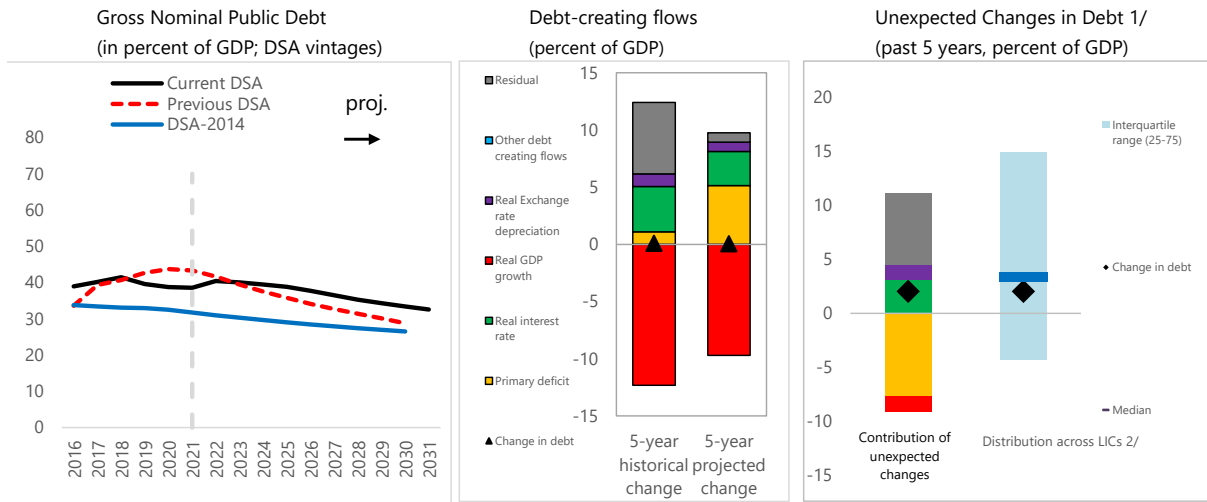 Gross Nominal Public Debt
(in percent of GDP; DSA vintages)
Current DSA
Previous DSA
DSA-2014
proj.
80
70
60
50
40
30
20
10
0
2016
2017
2018
2019
2020
2021
2022
2023
2024
2025
2026
2027
2028
2029
2030
2031
Debt-creating flows
(percent of GDP)
Residual
Other debt
creating flows
Real Exchange
rate
depreciation
Real GDP
growth
Real interest
rate
Primary deficit
Change in debt
15
10
5
0
-5
-10
-15
5-year
historical
change
5-year
projected
change
Unexpected Changes in Debt 1/
(past 5 years, percent of GDP)
20
15
10
5
0
-5
-10
-15
Interquartile
range (25-75)
Change in debt
Median
Contribution of
unexpected
changes
Distribution across LICs 2/